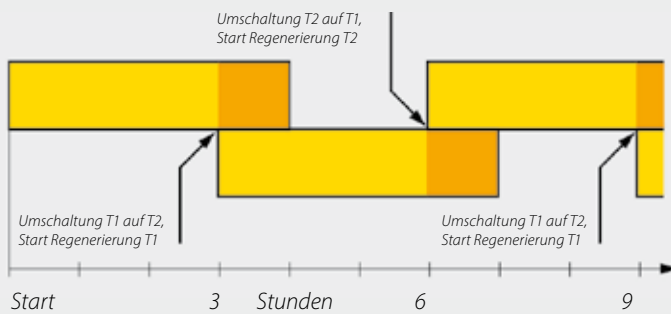 Umschaltung T2 auf T1,
Start Regenerierung T2
Umschaltung T1 auf T2,
Start Regenerierung T1
Umschaltung T1 auf T2,
Start Regenerierung T1
Start 3 Stunden 6 9